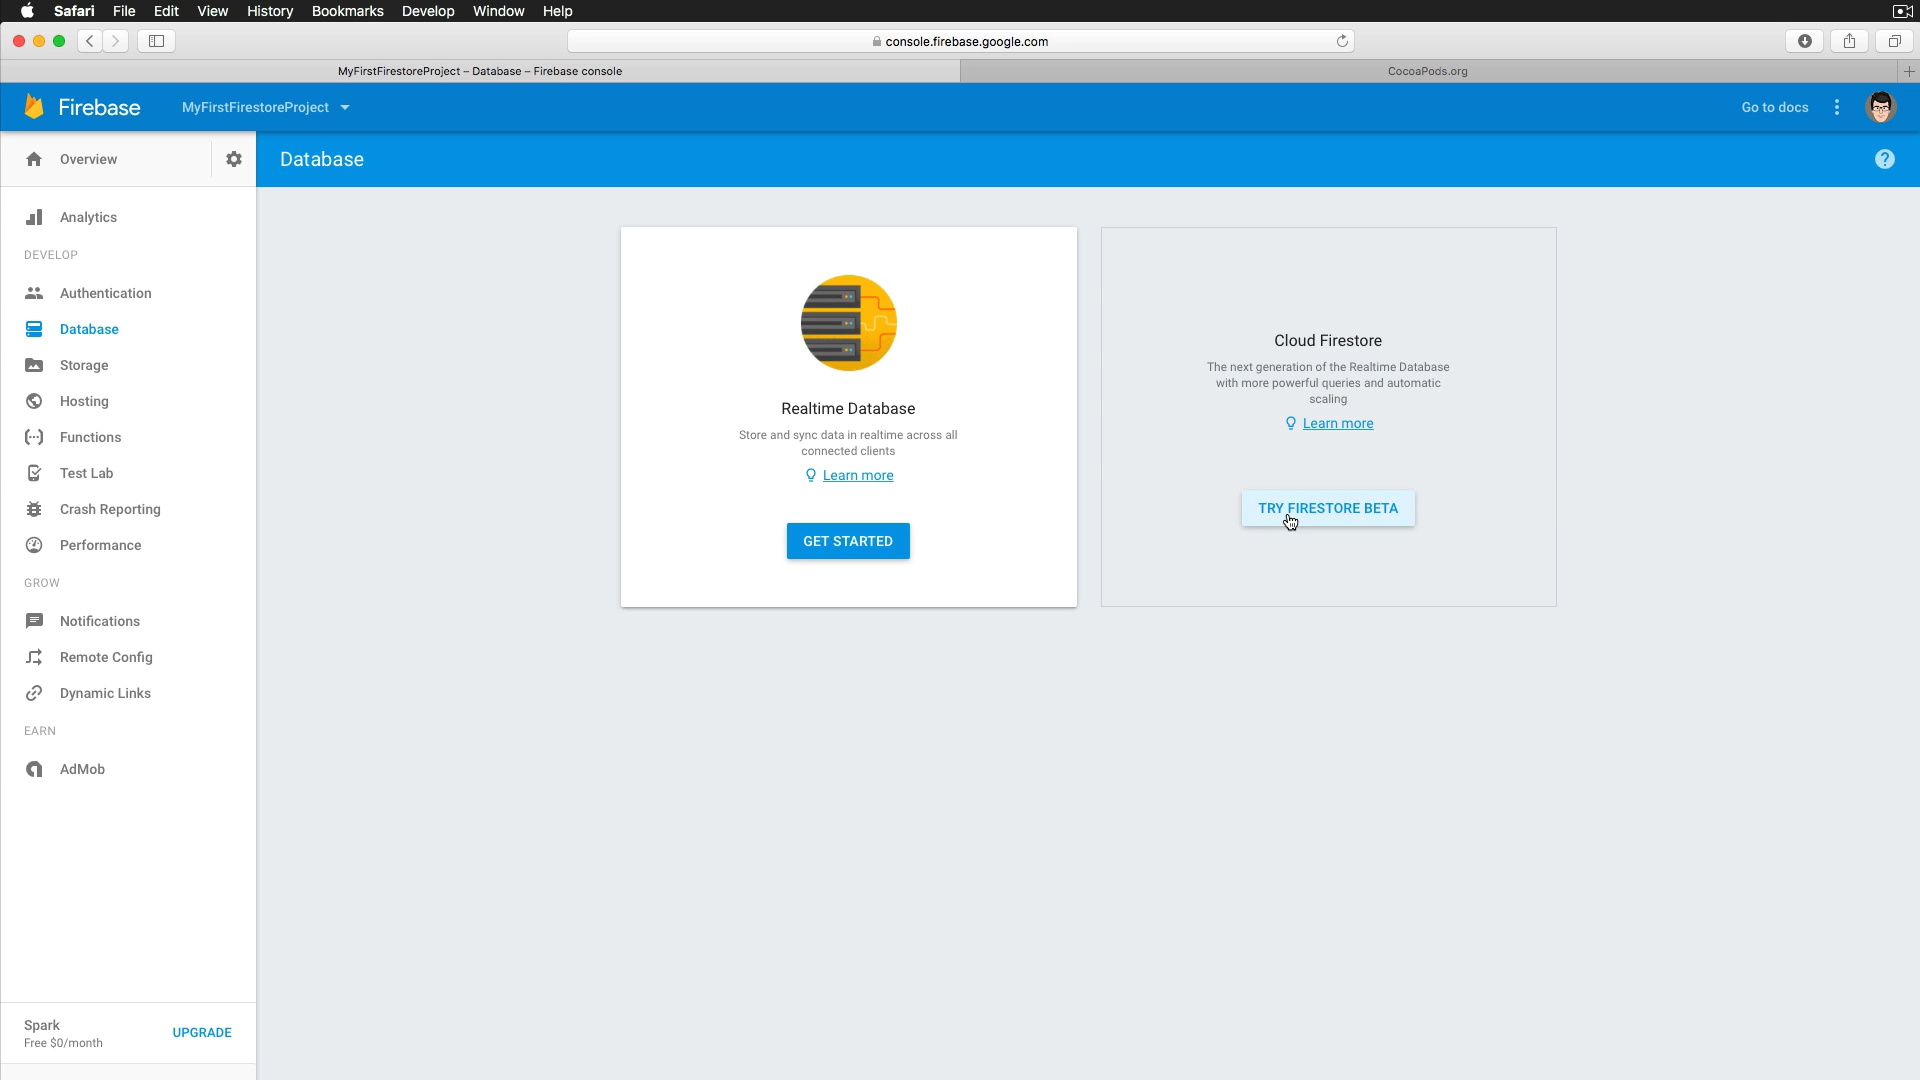 Safari File Edit View History Bookmarks Develop Window Help
console.firebase.google.com
MyFirstFirestoreProject – Database – Firebase console
CocoaPods.org
Firebase
MyFirstFirestoreProject
Go to docs
Overview
Database
Analytics
DEVELOP
Authentication
Database
Storage
Hosting
Functions
Test Lab
Crash Reporting
Performance
GROW
Notifications
Remote Config
Dynamic Links
EARN
AdMob
Spark
Free $0/month
UPGRADE
Realtime Database
Store and sync data in realtime across all
connected clients
Learn more
GET STARTED
Cloud Firestore
The next generation of the Realtime Database
with more powerful queries and automatic
scaling
Learn more
TRY FIRESTORE BETA